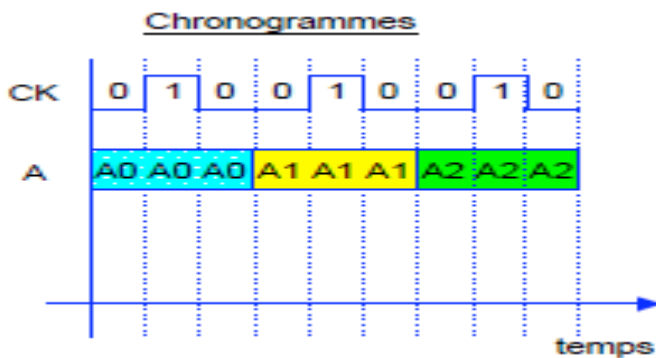 Chronogrammes
CK 0 1 0 0 1 0 0 1 0
A A0 A0 A0 A1 A1 A1 A2 A2 A2
temps